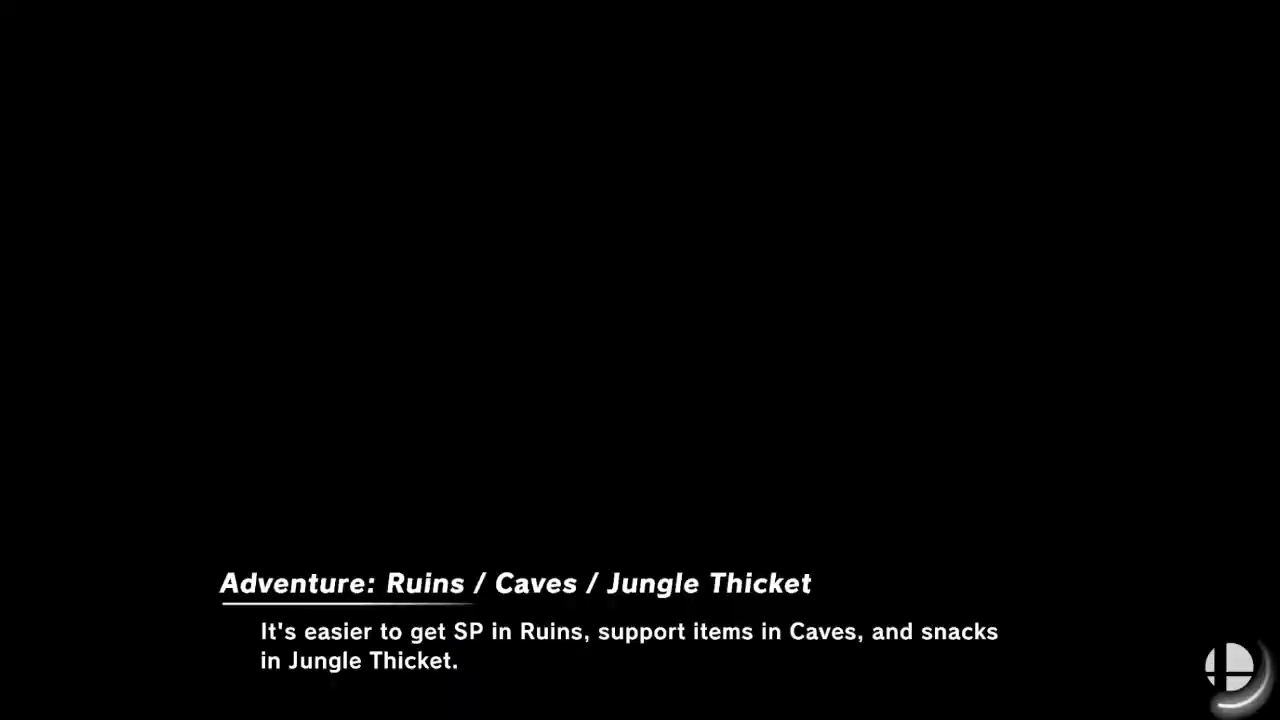 Adventure: Ruins / Caves / Jungle Thicket
It's easier to get SP in Ruins, support items in Caves, and snacks
in Jungle Thicket.